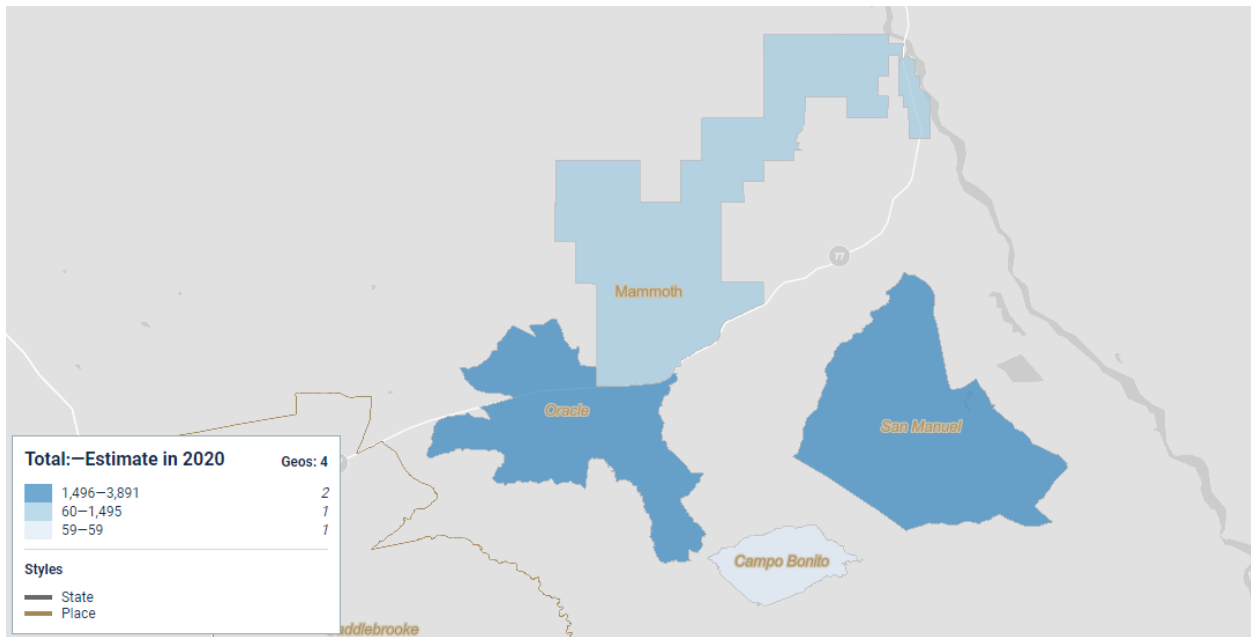 77
Mammoth
Oracle
San Manuel
Campo Bonito
Total:—Estimate in 2020 Geos: 4
1,496—3,891 2
60—1,495 1
59—59 1
Styles
State
Place